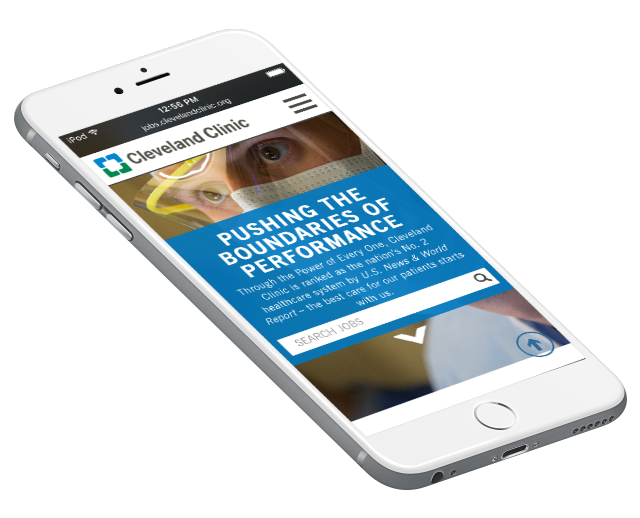 iPod 12:56 PM
jobs.clevelandclinic.org
Cleveland Clinic
PUSHING THE
BOUNDARIES OF
PERFORMANCE
Through the Power of Every One, Cleveland
Clinic is ranked as the nation's No. 2
healthcare system by U.S. News & World
Report – the best care for our patients starts
with us.
SEARCH JOBS